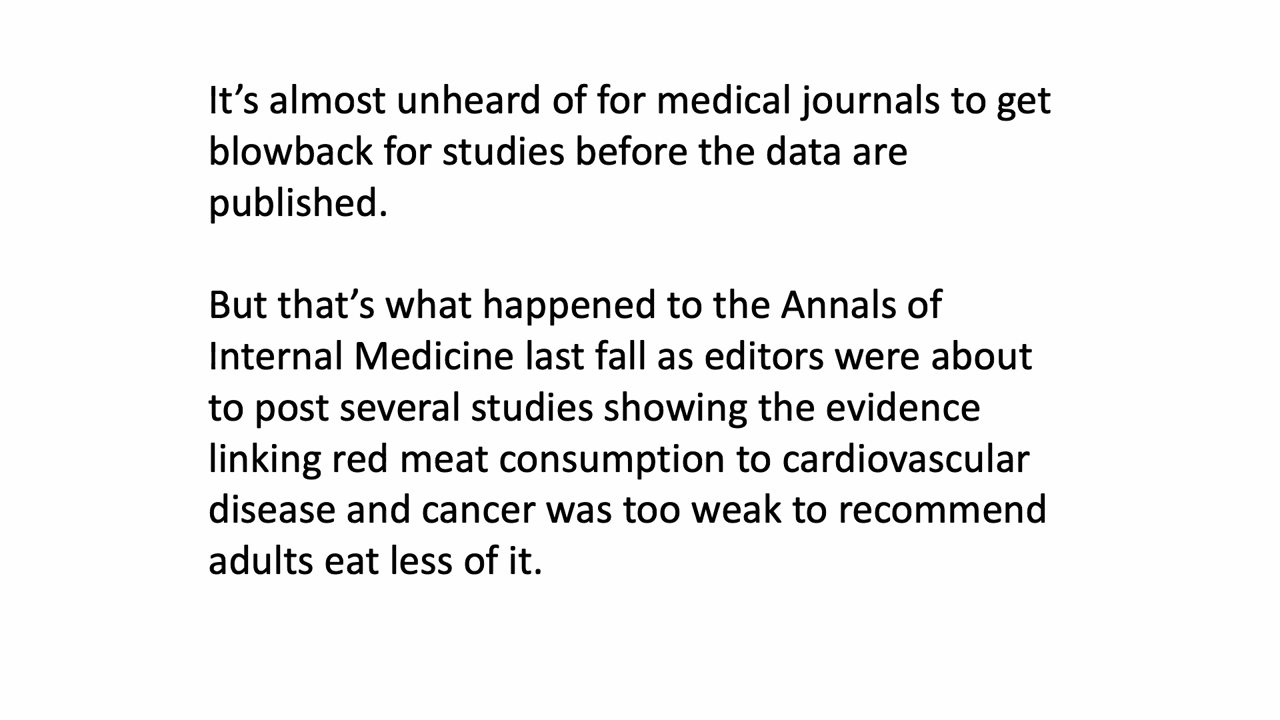 It’s almost unheard of for medical journals to get
blowback for studies before the data are
published.
But that’s what happened to the Annals of
Internal Medicine last fall as editors were about
to post several studies showing the evidence
linking red meat consumption to cardiovascular
disease and cancer was too weak to recommend
adults eat less of it.